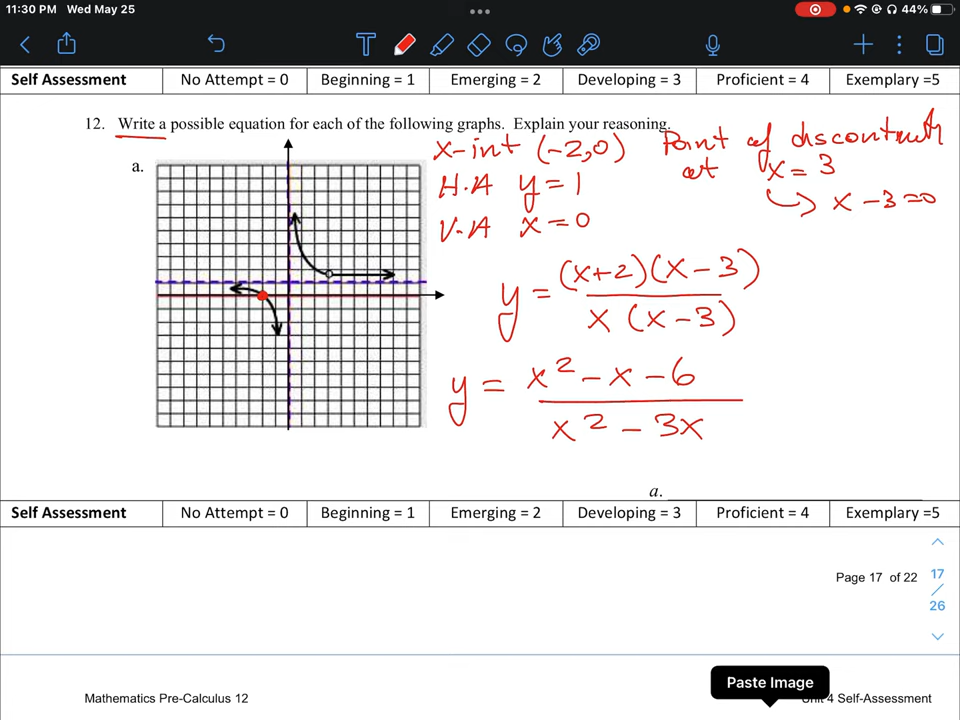 11:30 PM Wed May 25
44%
Self Assessment No Attempt = 0 Beginning = 1 Emerging = 2 Developing = 3 Proficient = 4 Exemplary =5
12. Write a possible equation for each of the following graphs. Explain your reasoning.
a.
x-int (-2,0)
H.A y = 1
V.A x = 0
Point of
at x = 3
x - 3 = 0
y = (x+2)(x-3)
x (x-3)
y = x² - x - 6
x² - 3x
a.
Self Assessment No Attempt = 0 Beginning = 1 Emerging = 2 Developing = 3 Proficient = 4 Exemplary =5
Page 17 of 22
17
/
26
Paste Image
Mathematics Pre-Calculus 12
Unit 4 Self-Assessment